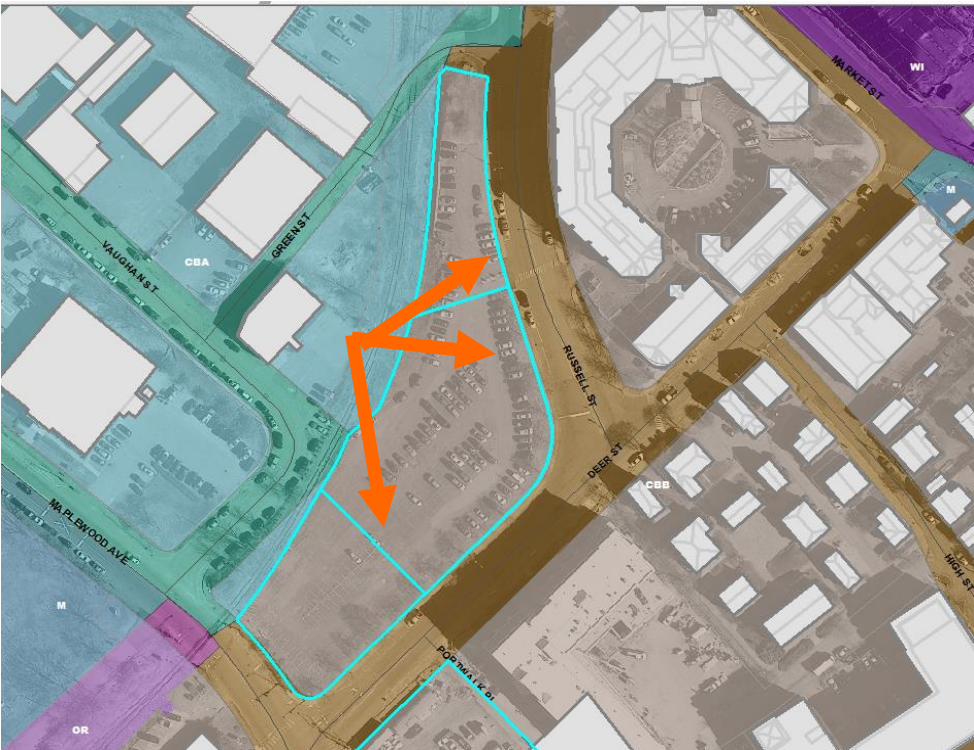 MARKET ST
WI
M
GREEN ST
VAUGHAN ST
CBA
RUSSELL ST
DEER ST
CBB
MAPLEWOOD AVE
HIGH ST
M
PORTWALK PL
OR